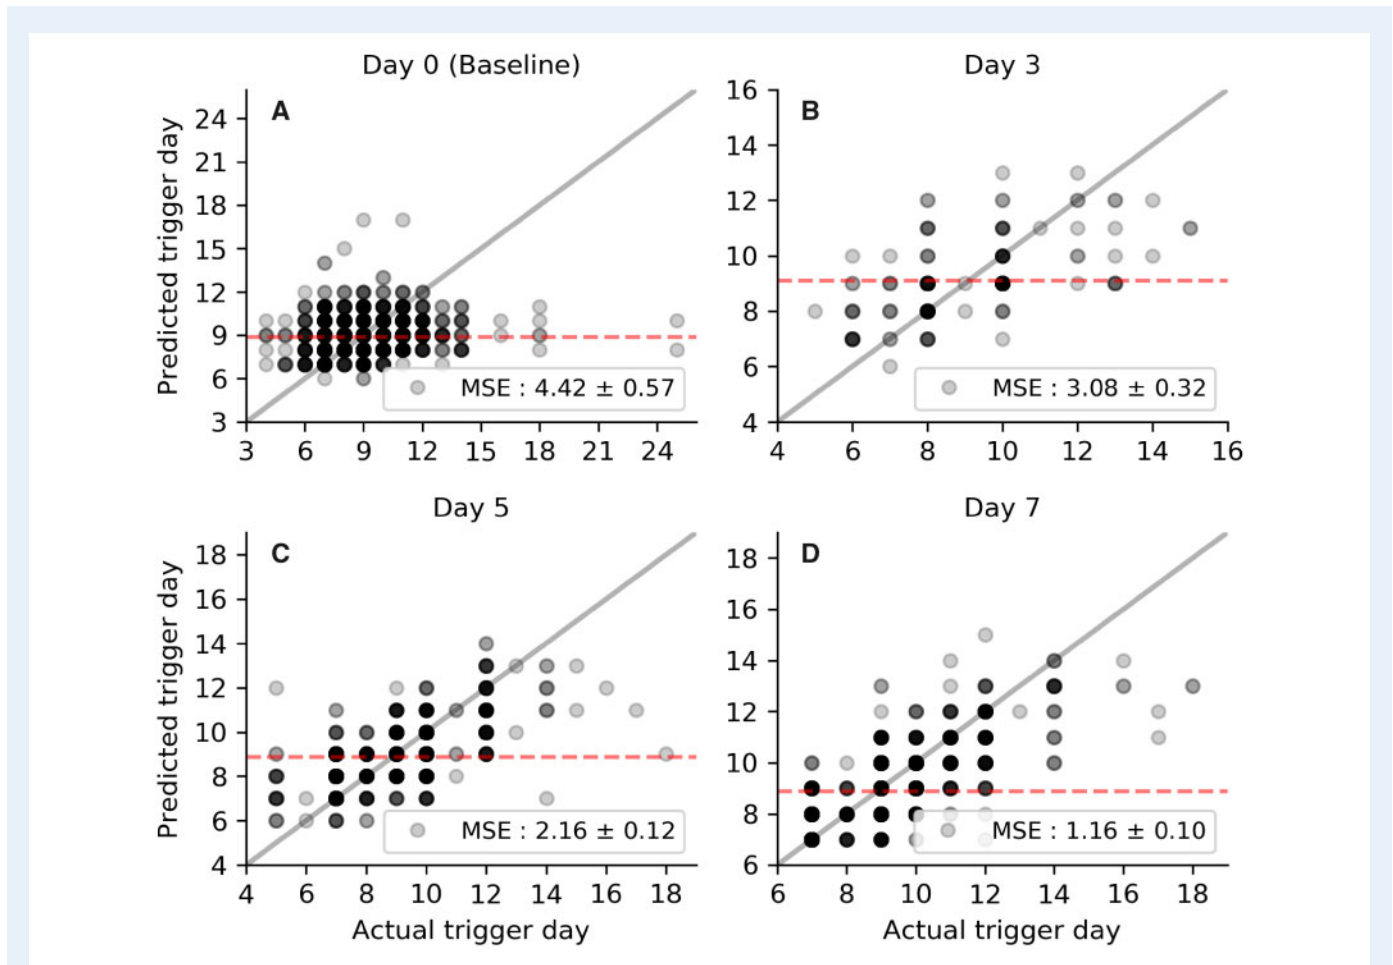 Day 0 (Baseline)
A
Predicted trigger day
24
21
18
15
12
9
6
3
MSE : 4.42 ± 0.57
3 6 9 12 15 18 21 24
Day 3
B
16
14
12
10
8
6
4
MSE : 3.08 ± 0.32
4 6 8 10 12 14 16
Day 5
C
Predicted trigger day
18
16
14
12
10
8
6
4
MSE : 2.16 ± 0.12
4 6 8 10 12 14 16 18
Actual trigger day
Day 7
D
18
16
14
12
10
8
6
MSE : 1.16 ± 0.10
6 8 10 12 14 16 18
Actual trigger day